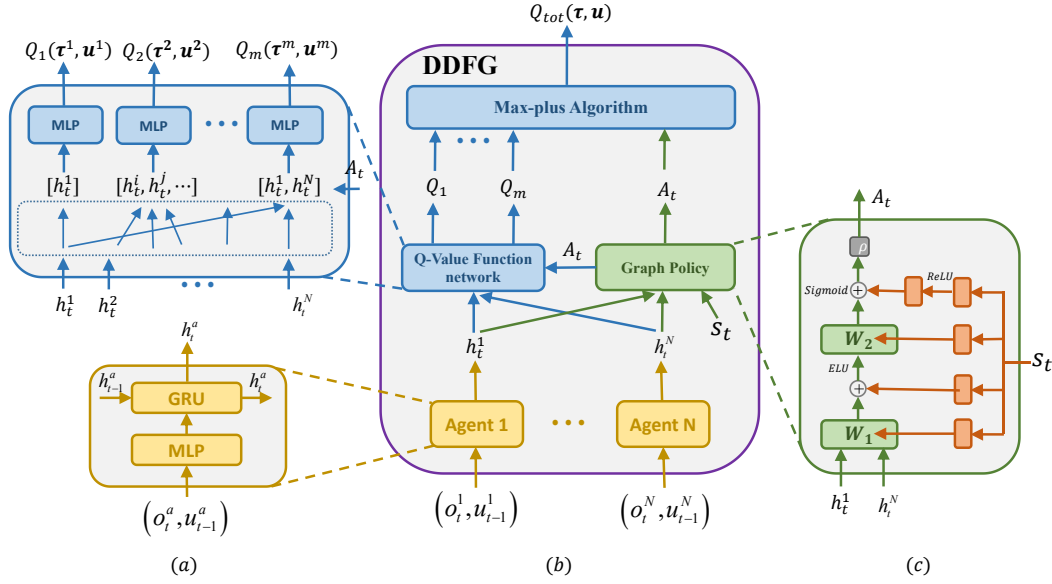 Q_1(τ^1, u^1) Q_2(τ^2, u^2) Q_m(τ^m, u^m)
MLP MLP ••• MLP
[h_t^1] [h_t^i, h_t^j, ⋯] [h_t^1, h_t^N] A_t
h_t^1 h_t^2 ••• h_t^N
h_t^a
h_{t-1}^a GRU h_t^a
MLP
(o_t^a, u_{t-1}^a)
(a)
Q_{tot}(τ, u)
DDFG
Max-plus Algorithm
•••
Q_1 Q_m A_t
Q-Value Function
network
A_t
Graph Policy
h_t^1 h_t^N s_t
Agent 1 ••• Agent N
(o_t^1, u_{t-1}^1) (o_t^N, u_{t-1}^N)
(b)
A_t
ρ
ReLU
Sigmoid +
W_2
s_t
ELU
+
W_1
h_t^1 h_t^N
(c)